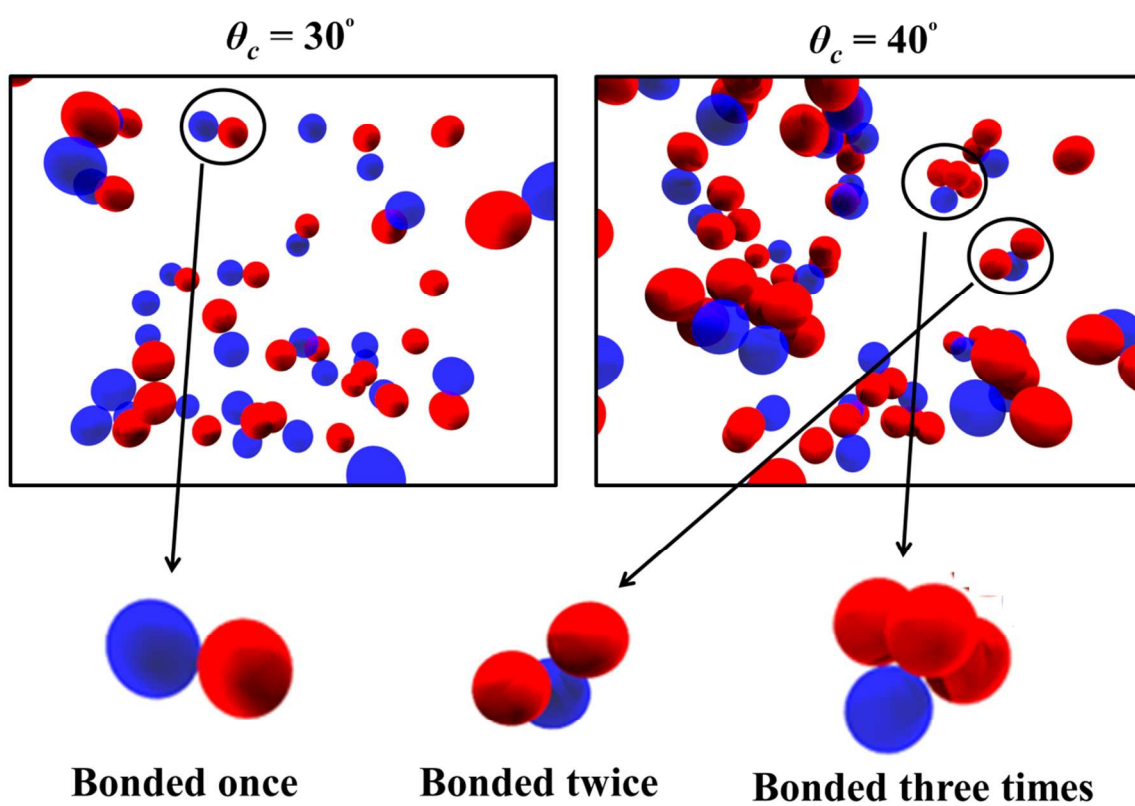 θc = 30° θc = 40°
Bonded once Bonded twice Bonded three times